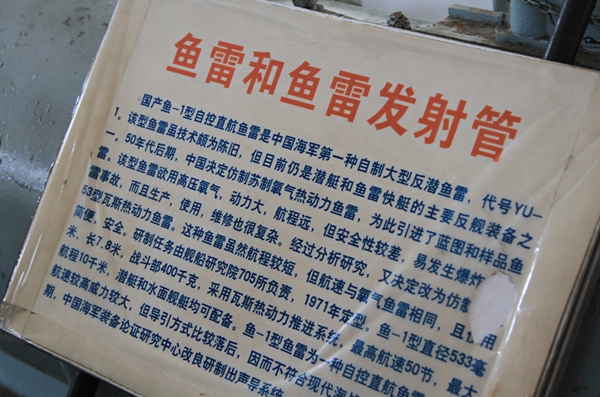 鱼雷和鱼雷发射管
国产鱼-1型自控直航鱼雷是中国海军第一种自制大型反潜鱼雷，代号YU-
1。该型鱼雷虽技术颇为陈旧，但目前仍是潜艇和鱼雷快艇的主要反舰装备之
一。50年代后期，中国决定仿制苏制氧气热动力鱼雷，为此引进了蓝图和样品鱼
雷。该型鱼雷欲用高压氧气，动力大，航程远，但安全性较差，易发生爆炸
雷事故，而且生产，使用，维修也很复杂。经过分析研究，又决定改为仿制
53型瓦斯热动力鱼雷。这种鱼雷虽然航程较短，但航速与氧气鱼雷相同，且使用
简便，安全。研制任务由舰船研究院705所负责，1971年定型。鱼-1型直径533毫
米，长7.8米，战斗部400千克，采用瓦斯热动力推进系统，最高航速50节，最大
航程10千米，潜艇和水面舰艇均可配备。鱼-1型鱼雷为一种自控直航鱼雷
航速较高威力较大，但导引方式比较落后，因而不符合现代海战
期，中国海军装备论证研究中心改良研制出声导系统